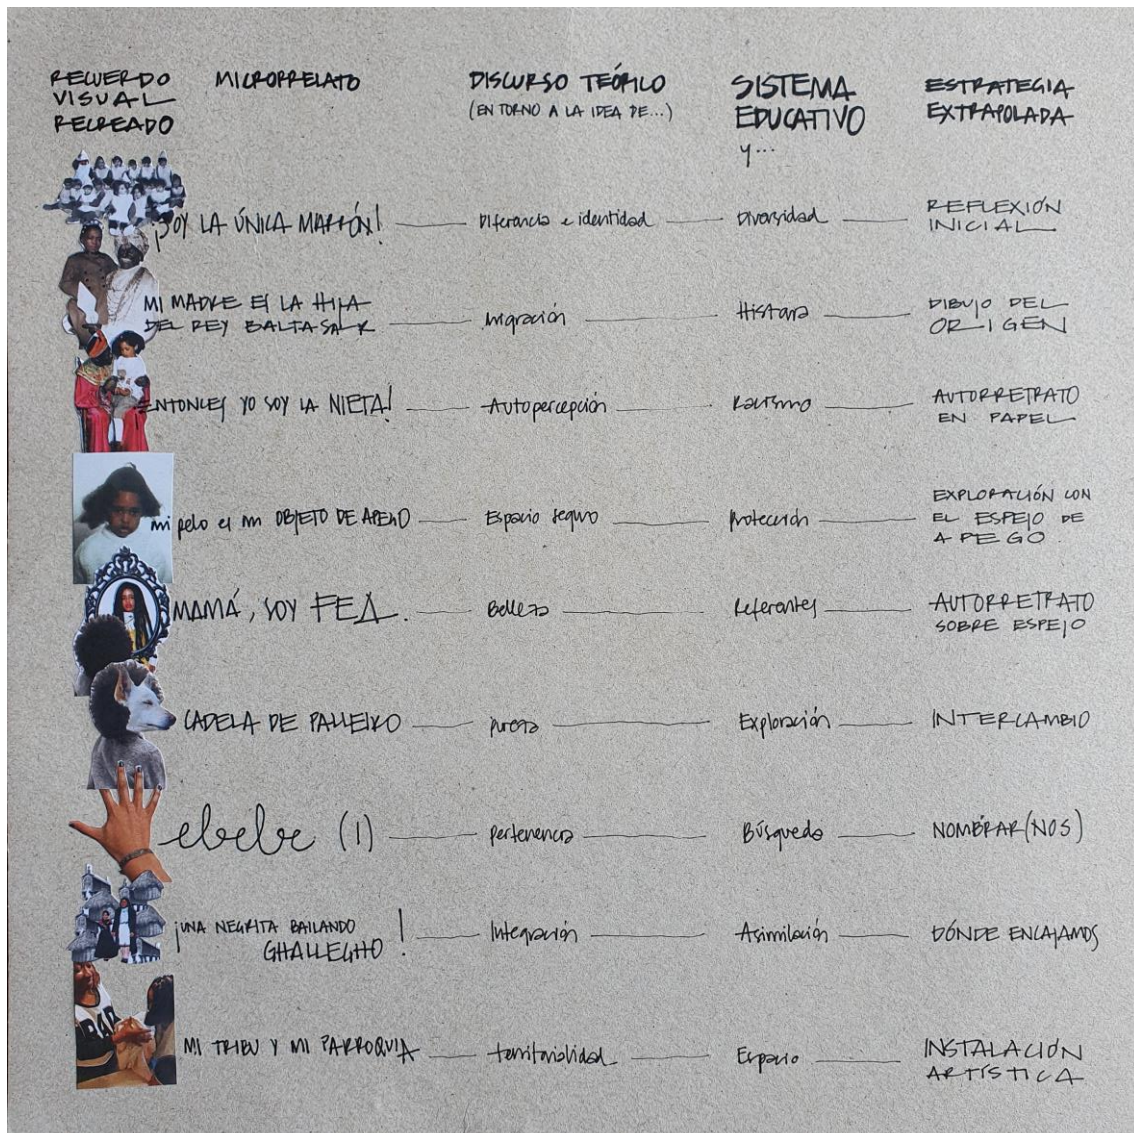 RECUERDO
VISUAL
RECREADO
MICRORRELATO
DISCURSO TEÓRICO
(EN TORNO A LA IDEA DE...)
SISTEMA
EDUCATIVO
y...
ESTRATEGIA
EXTRAPOLADA
¡SOY LA ÚNICA MARRÓN!
Diferancia e identidad
Diversidad
REFLEXIÓN
INICIAL
MI MADRE ES LA HIJA
DEL REY BALTASAR
Migración
Historia
DIBUJO DEL
ORIGEN
ENTONCES YO SOY LA NIETA!
Autopercepción
Racismo
AUTORRETRATO
EN PAPEL
mi pelo es mi OBJETO DE APEGO
Espacio seguro
Protección
EXPLORACIÓN CON
EL ESPEJO DE
APEGO.
MAMÁ, SOY FEA.
Belleza
Referentes
AUTORRETRATO
SOBRE ESPEJO
CADELA DE PALLEIRO
pureza
Exploración
INTERCAMBIO
ebebe (1)
pertenencia
Búsqueda
NOMBRAR(NOS)
¡UNA NEGRITA BAILANDO
GHALLEGHO!
Integración
Asimilación
DÓNDE ENCAJAMOS
MI TRIBU Y MI PARROQUIA
territorialidad
Espacio
INSTALACIÓN
ARTÍSTICA